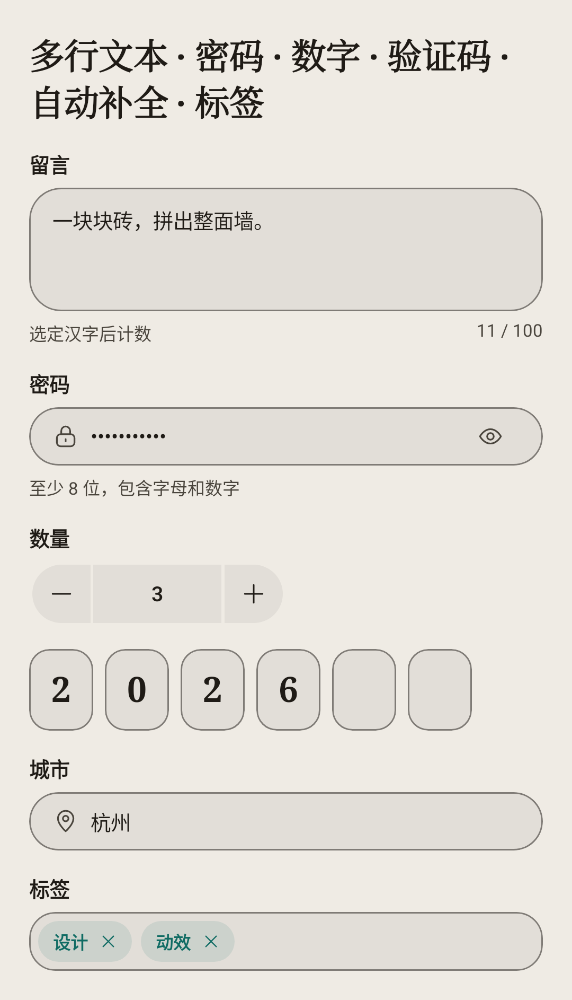 多行文本 · 密码 · 数字 · 验证码 ·
自动补全 · 标签
留言
一块块砖，拼出整面墙。
选定汉字后计数
11 / 100
密码
•••••••••••
至少 8 位，包含字母和数字
数量
3
2 0 2 6
城市
杭州
标签
设计 动效